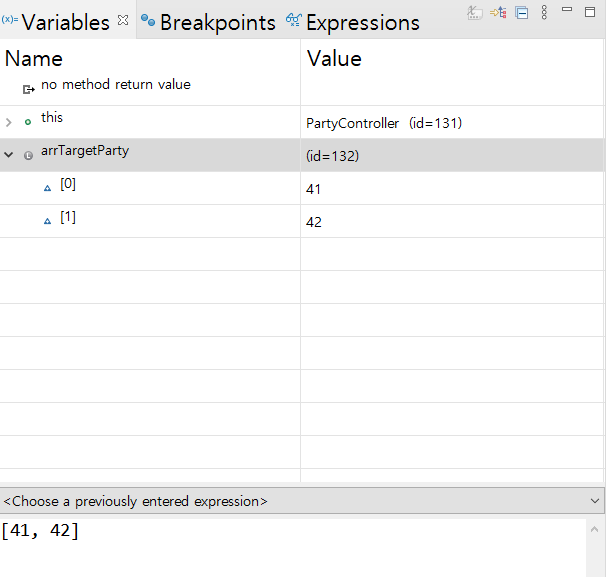 (x)= Variables Breakpoints Expressions
Name Value
no method return value
this PartyController (id=131)
arrTargetParty (id=132)
[0] 41
[1] 42
<Choose a previously entered expression>
[41, 42]